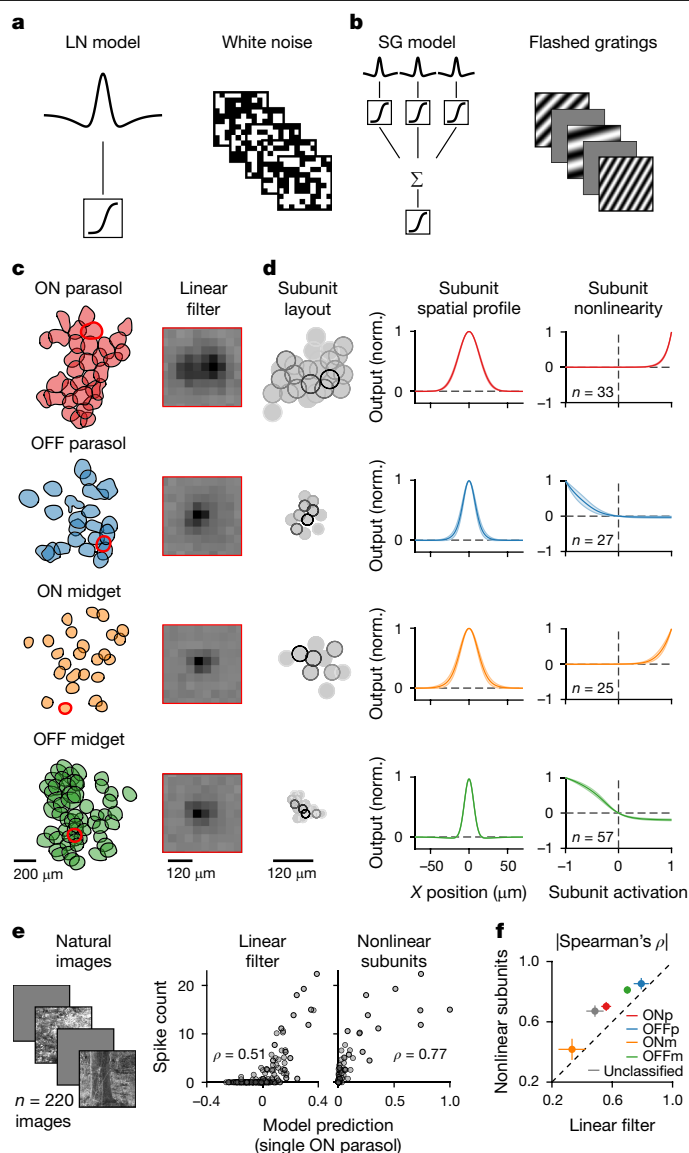 a
LN model
White noise
b
SG model
Flashed gratings
Σ
c
ON parasol
Linear
filter
d
Subunit
layout
Subunit
spatial profile
Subunit
nonlinearity
Output (norm.)
1
0
1
0
−1
n = 33
OFF parasol
Output (norm.)
1
0
1
0
−1
n = 27
ON midget
Output (norm.)
1
0
1
0
−1
n = 25
OFF midget
Output (norm.)
1
0
1
0
−1
n = 57
−50 0 50
−1 0 1
200 μm
120 μm
120 μm
X position (μm)
Subunit activation
e
Natural
images
n = 220
images
Linear
filter
Nonlinear
subunits
Spike count
20
10
0
ρ = 0.51
ρ = 0.77
−0.4 0 0.4
0 0.5 1.0
Model prediction
(single ON parasol)
f
|Spearman's ρ|
Nonlinear subunits
1.0
0.6
0.2
ONp
OFFp
ONm
OFFm
Unclassified
0.2 0.6 1.0
Linear filter